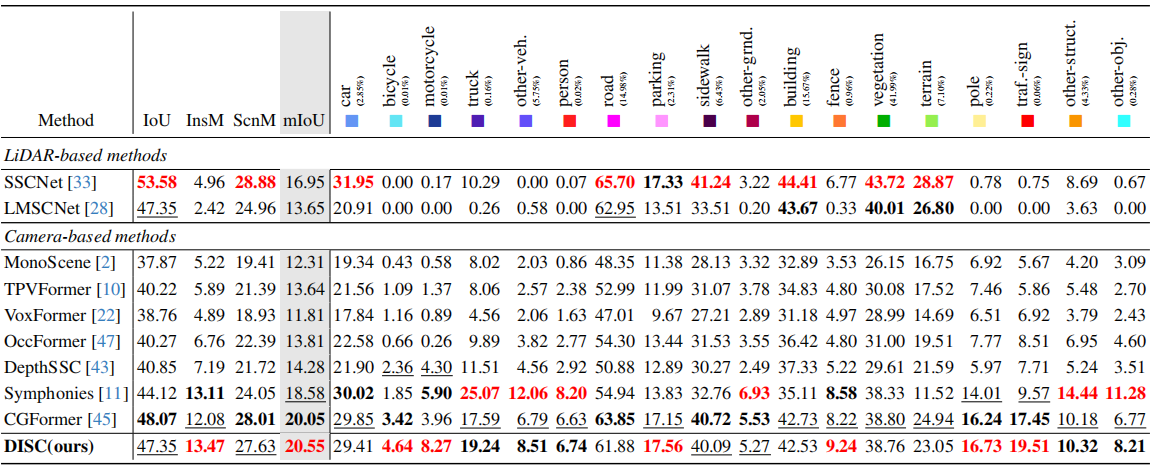 Method IoU InsM ScnM mIoU car (2.85%) bicycle (0.01%) motorcycle (0.01%) truck (0.16%) other-veh. (5.75%) person (0.02%) road (14.98%) parking (2.31%) sidewalk (6.43%) other-grnd. (2.05%) building (15.67%) fence (0.96%) vegetation (41.99%) terrain (7.10%) pole (0.22%) traf.-sign (0.06%) other-struct. (4.33%) other-obj. (0.28%)
LiDAR-based methods
SSCNet [33] 53.58 4.96 28.88 16.95 31.95 0.00 0.17 10.29 0.00 0.07 65.70 17.33 41.24 3.22 44.41 6.77 43.72 28.87 0.78 0.75 8.69 0.67
LMSCNet [28] 47.35 2.42 24.96 13.65 20.91 0.00 0.00 0.26 0.58 0.00 62.95 13.51 33.51 0.20 43.67 0.33 40.01 26.80 0.00 0.00 3.63 0.00
Camera-based methods
MonoScene [2] 37.87 5.22 19.41 12.31 19.34 0.43 0.58 8.02 2.03 0.86 48.35 11.38 28.13 3.32 32.89 3.53 26.15 16.75 6.92 5.67 4.20 3.09
TPVFormer [10] 40.22 5.89 21.39 13.64 21.56 1.09 1.37 8.06 2.57 2.38 52.99 11.99 31.07 3.78 34.83 4.80 30.08 17.52 7.46 5.86 5.48 2.70
VoxFormer [22] 38.76 4.89 18.93 11.81 17.84 1.16 0.89 4.56 2.06 1.63 47.01 9.67 27.21 2.89 31.18 4.97 28.99 14.69 6.51 6.92 3.79 2.43
OccFormer [47] 40.27 6.76 22.39 13.81 22.58 0.66 0.26 9.89 3.82 2.77 54.30 13.44 31.53 3.55 36.42 4.80 31.00 19.51 7.77 8.51 6.95 4.60
DepthSSC [43] 40.85 7.19 21.72 14.28 21.90 2.36 4.30 11.51 4.56 2.92 50.88 12.89 30.27 2.49 37.33 5.22 29.61 21.59 5.97 7.71 5.24 3.51
Symphonies [11] 44.12 13.11 24.05 18.58 30.02 1.85 5.90 25.07 12.06 8.20 54.94 13.83 32.76 6.93 35.11 8.58 38.33 11.52 14.01 9.57 14.44 11.28
CGFormer [45] 48.07 12.08 28.01 20.05 29.85 3.42 3.96 17.59 6.79 6.63 63.85 17.15 40.72 5.53 42.73 8.22 38.80 24.94 16.24 17.45 10.18 6.77
DISC(ours) 47.35 13.47 27.63 20.55 29.41 4.64 8.27 19.24 8.51 6.74 61.88 17.56 40.09 5.27 42.53 9.24 38.76 23.05 16.73 19.51 10.32 8.21